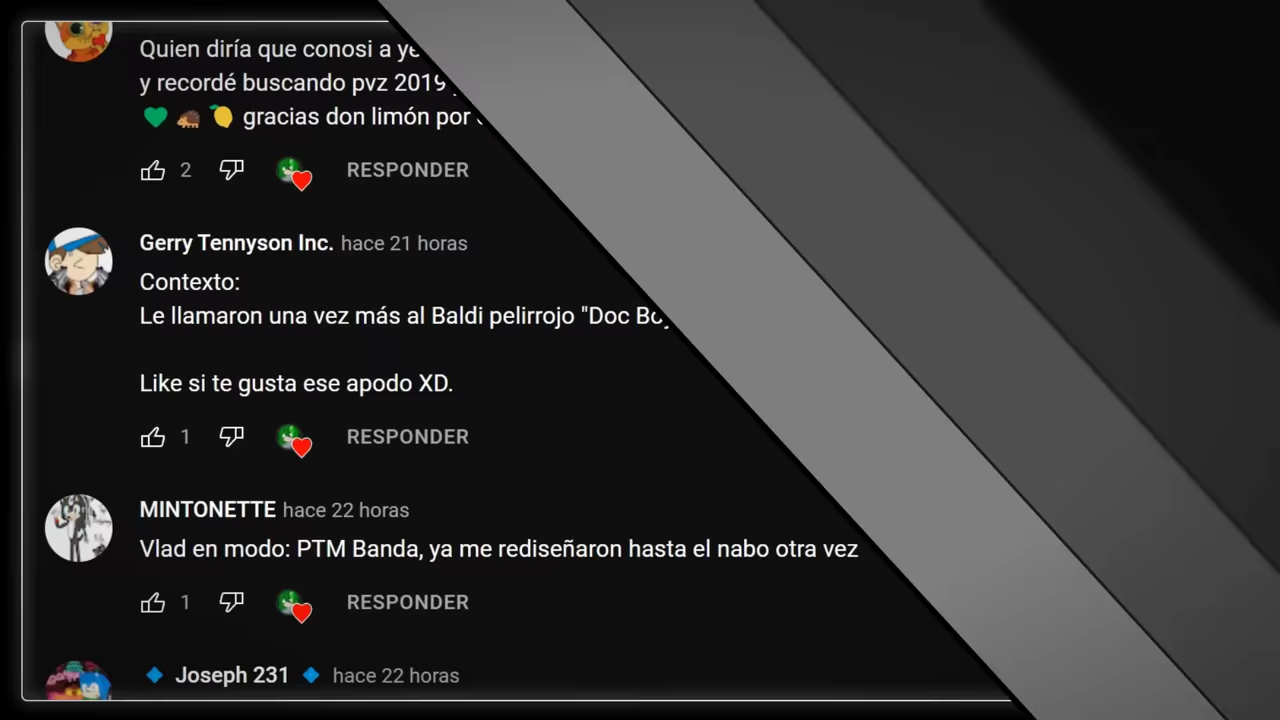 Quien diría que conosi a
y recordé buscando pvz 2019
gracias don limón por
2
RESPONDER
Gerry Tennyson Inc. hace 21 horas
Contexto:
Le llamaron una vez más al Baldi pelirrojo "Doc
Like si te gusta ese apodo XD.
1
RESPONDER
MINTONETTE hace 22 horas
Vlad en modo: PTM Banda, ya me rediseñaron hasta el nabo otra vez
1
RESPONDER
Joseph 231 hace 22 horas